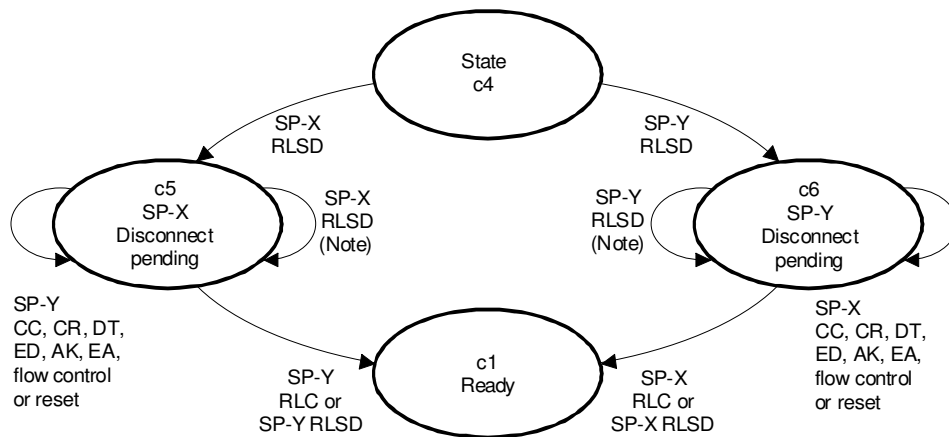 State
c4
SP-X
RLSD
SP-Y
RLSD
c5
SP-X
Disconnect
pending
SP-X
RLSD
(Note)
SP-Y
RLSD
(Note)
c6
SP-Y
Disconnect
pending
SP-Y
CC, CR, DT,
ED, AK, EA,
flow control
or reset
SP-Y
RLC or
SP-Y RLSD
c1
Ready
SP-X
RLC or
SP-X RLSD
SP-X
CC, CR, DT,
ED, AK, EA,
flow control
or reset